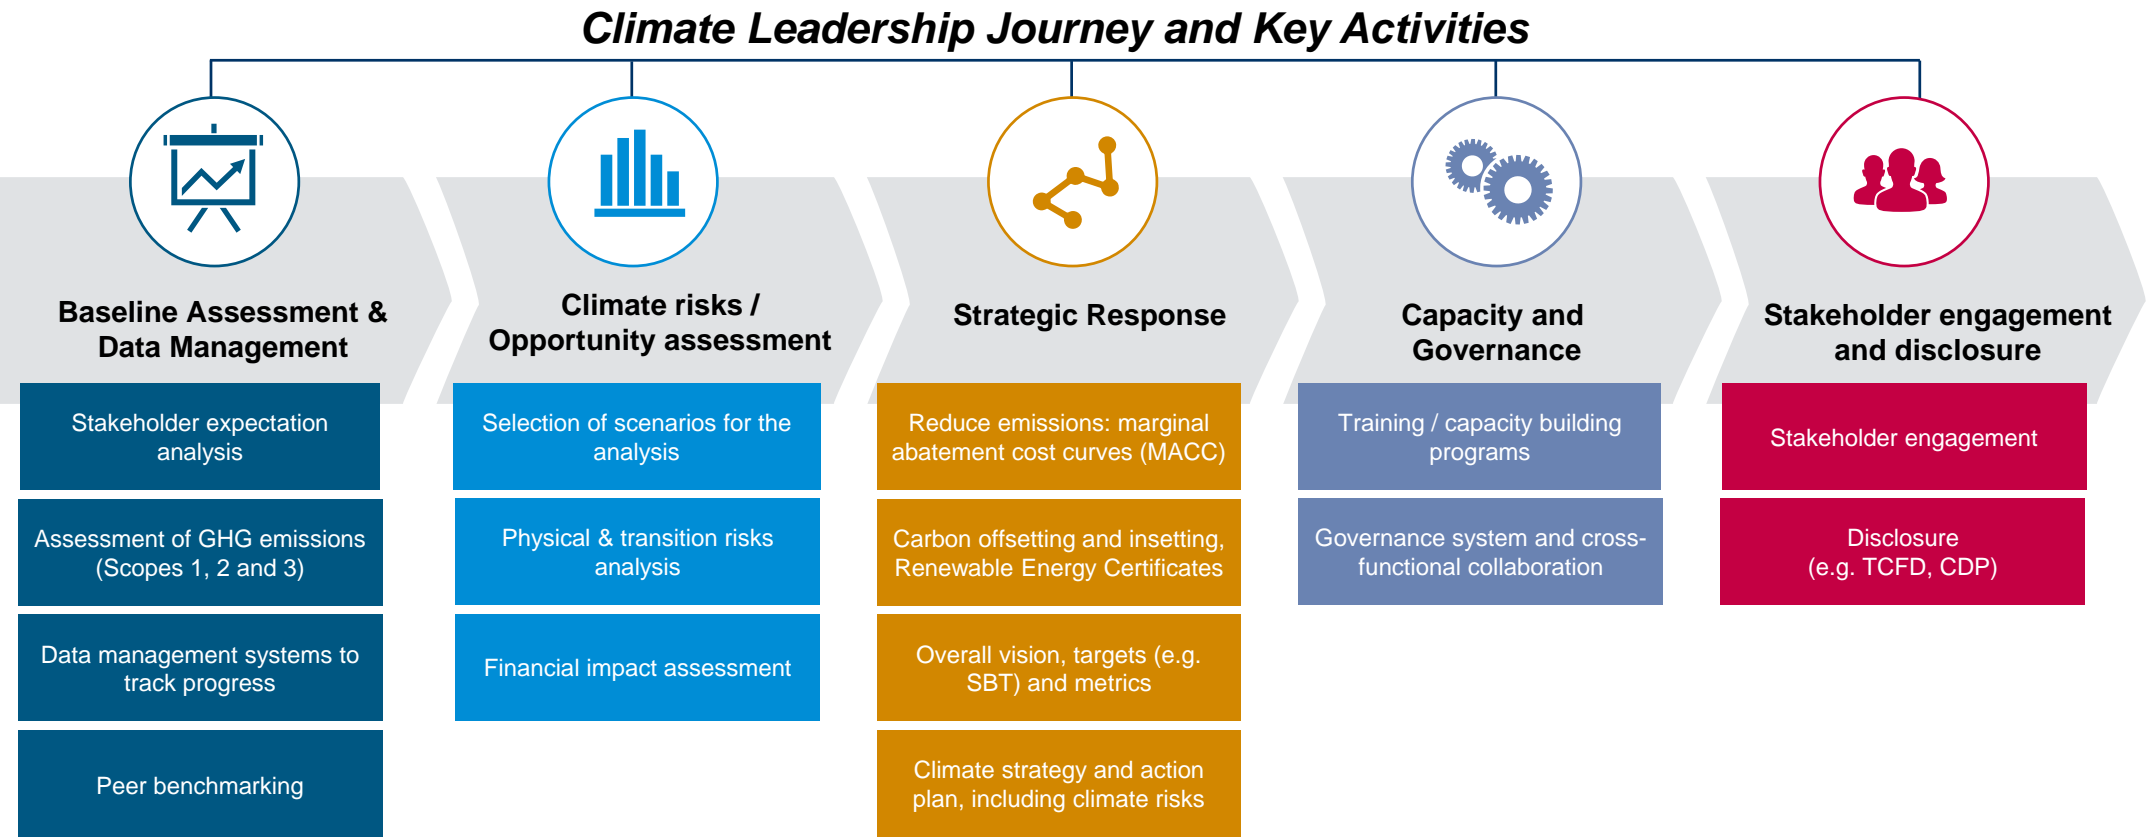 Climate Leadership Journey and Key Activities
Baseline Assessment &
Data Management
Stakeholder expectation
analysis
Assessment of GHG emissions
(Scopes 1, 2 and 3)
Data management systems to
track progress
Peer benchmarking
Climate risks /
Opportunity assessment
Selection of scenarios for the
analysis
Physical & transition risks
analysis
Financial impact assessment
Strategic Response
Reduce emissions: marginal
abatement cost curves (MACC)
Carbon offsetting and insetting,
Renewable Energy Certificates
Overall vision, targets (e.g.
SBT) and metrics
Climate strategy and action
plan, including climate risks
Capacity and
Governance
Training / capacity building
programs
Governance system and cross-
functional collaboration
Stakeholder engagement
and disclosure
Stakeholder engagement
Disclosure
(e.g. TCFD, CDP)